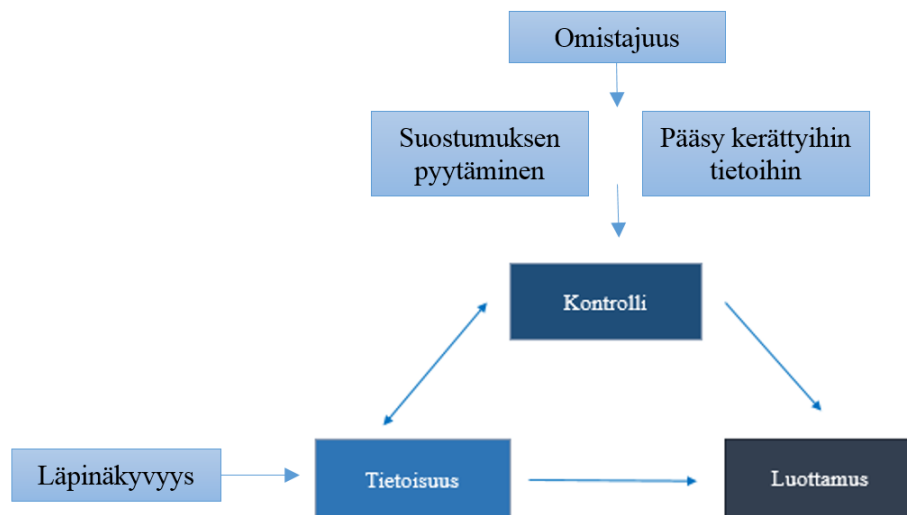 Omistajuus
Suostumuksen
pyytäminen
Pääsy kerättyihin
tietoihin
Kontrolli
Läpinäkyvyys
Tietoisuus
Luottamus